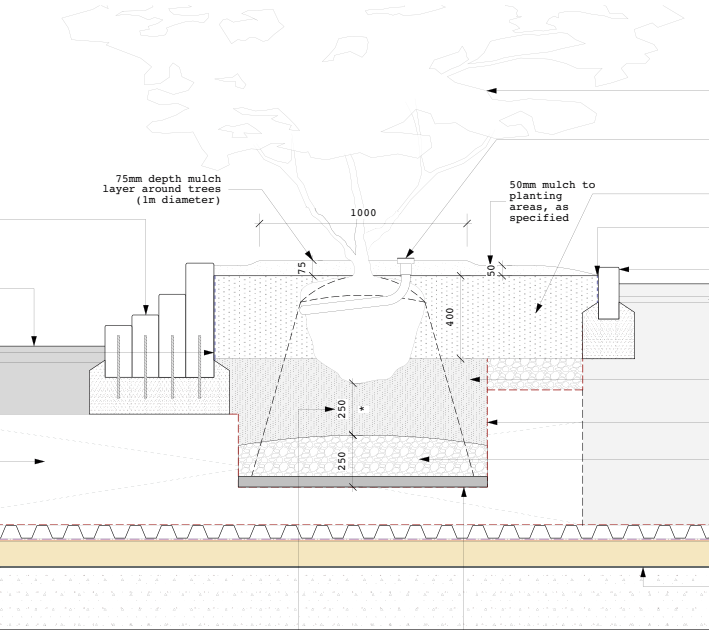 75mm depth mulch
layer around trees
(1m diameter)
50mm mulch to
planting
areas, as
specified
1000
75
50
400
250
*
250